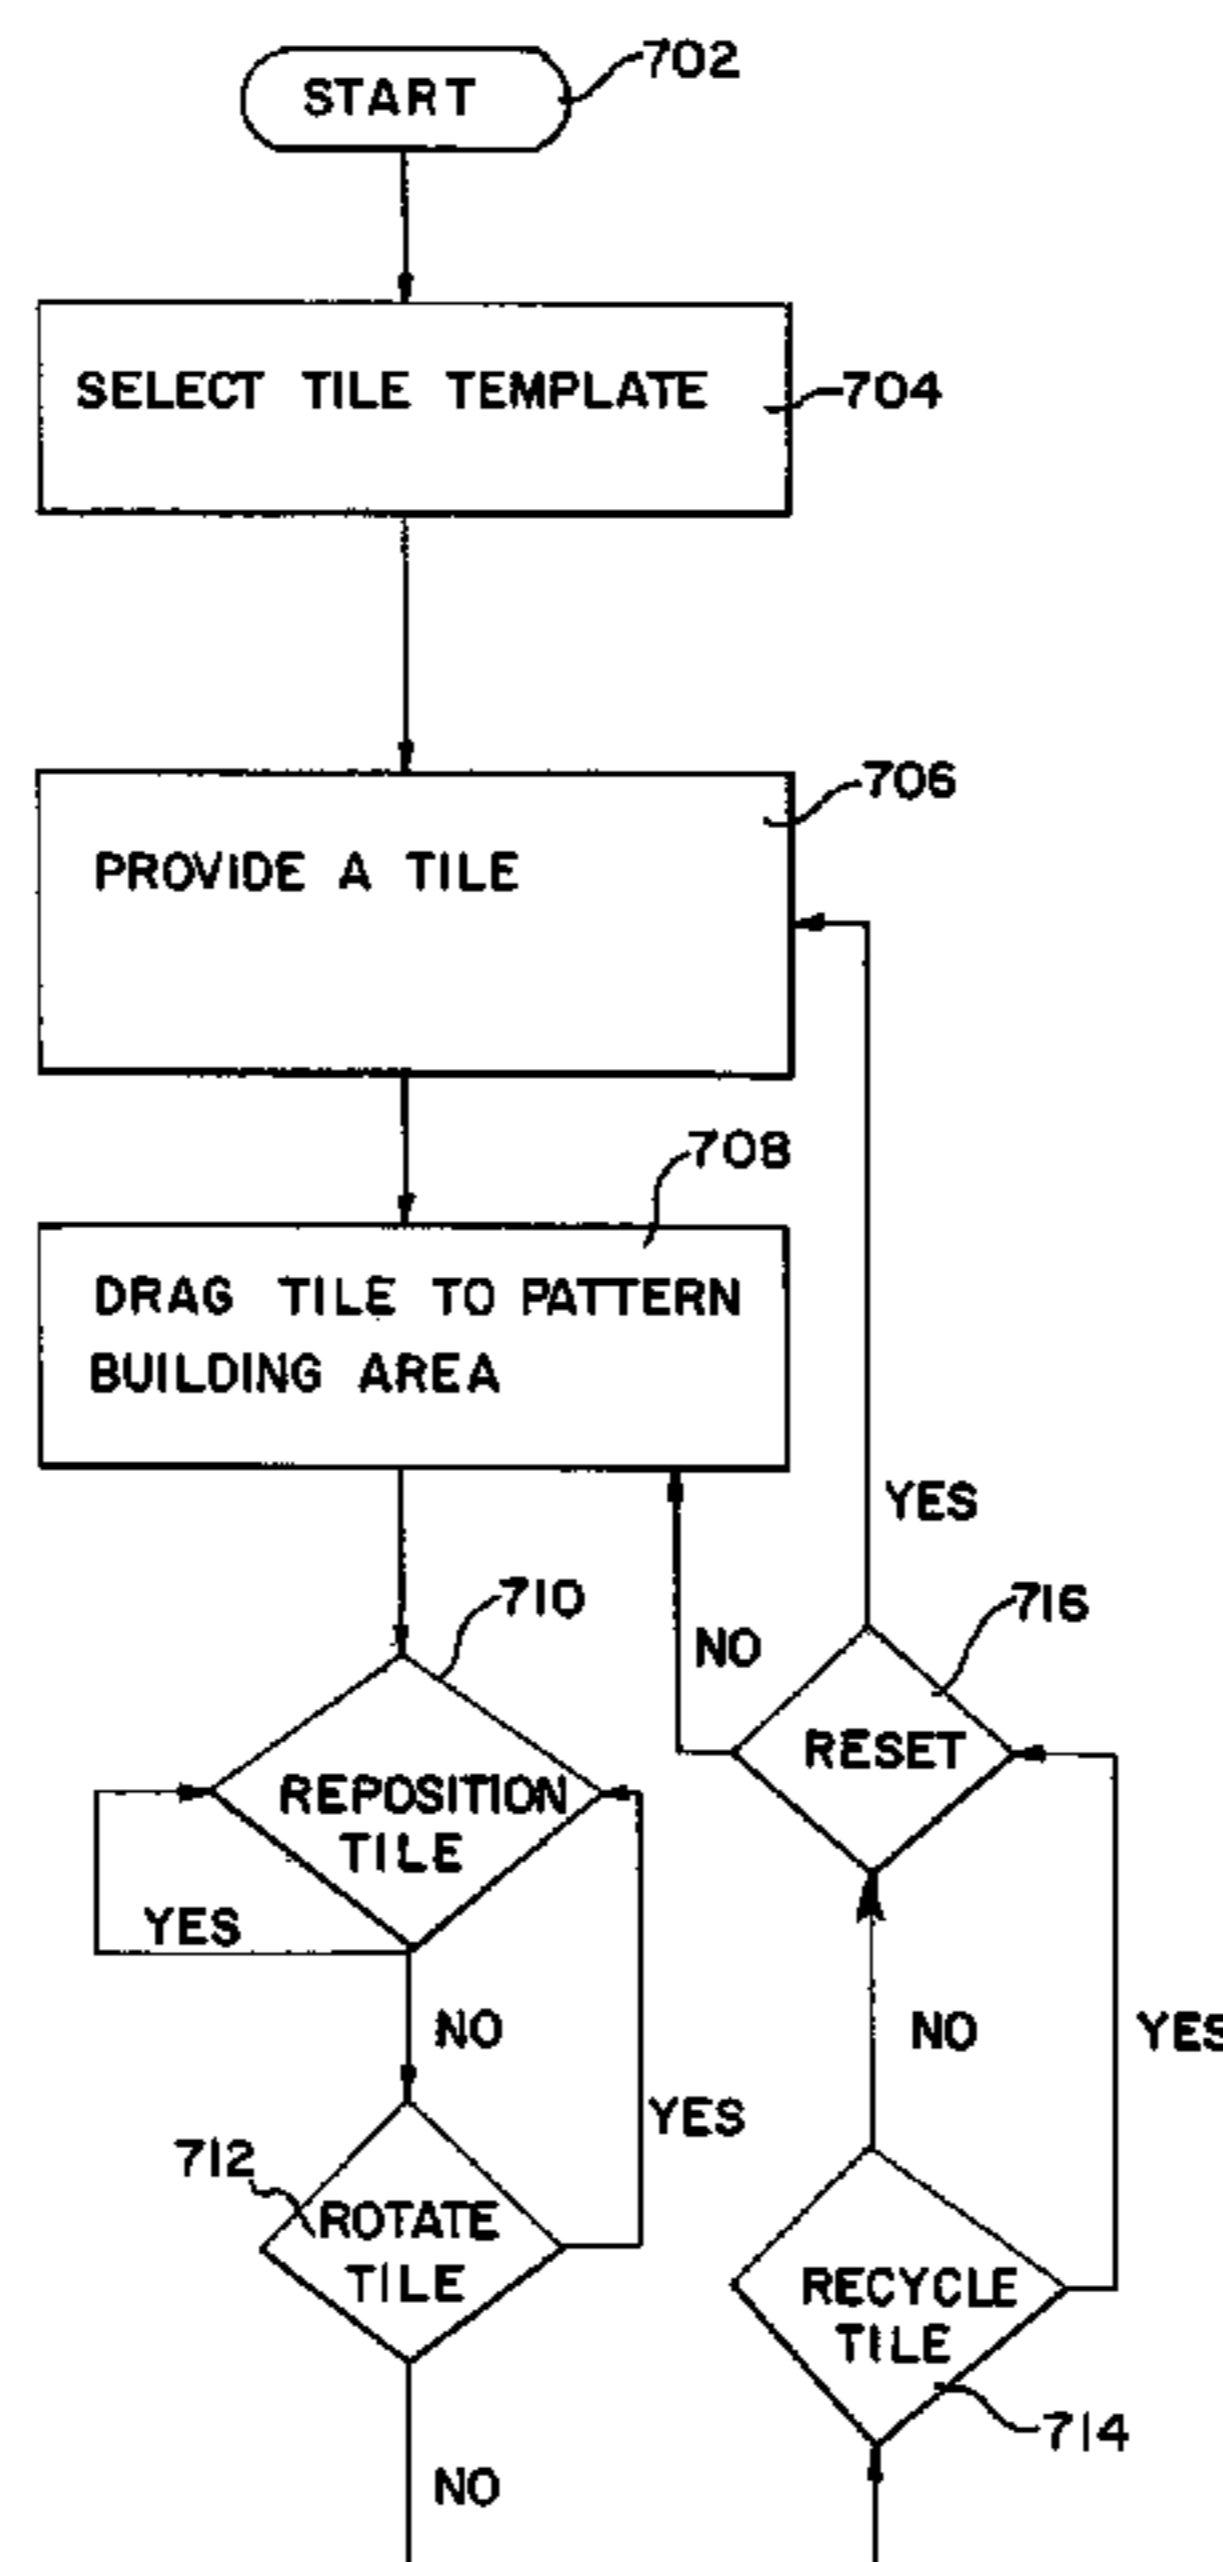 START
702
SELECT TILE TEMPLATE
704
706
PROVIDE A TILE
708
DRAG TILE TO PATTERN
BUILDING AREA
YES
710
716
NO
RESET
REPOSITION
TILE
YES
NO
NO
YES
YES
712
ROTATE
TILE
RECYCLE
TILE
714
NO